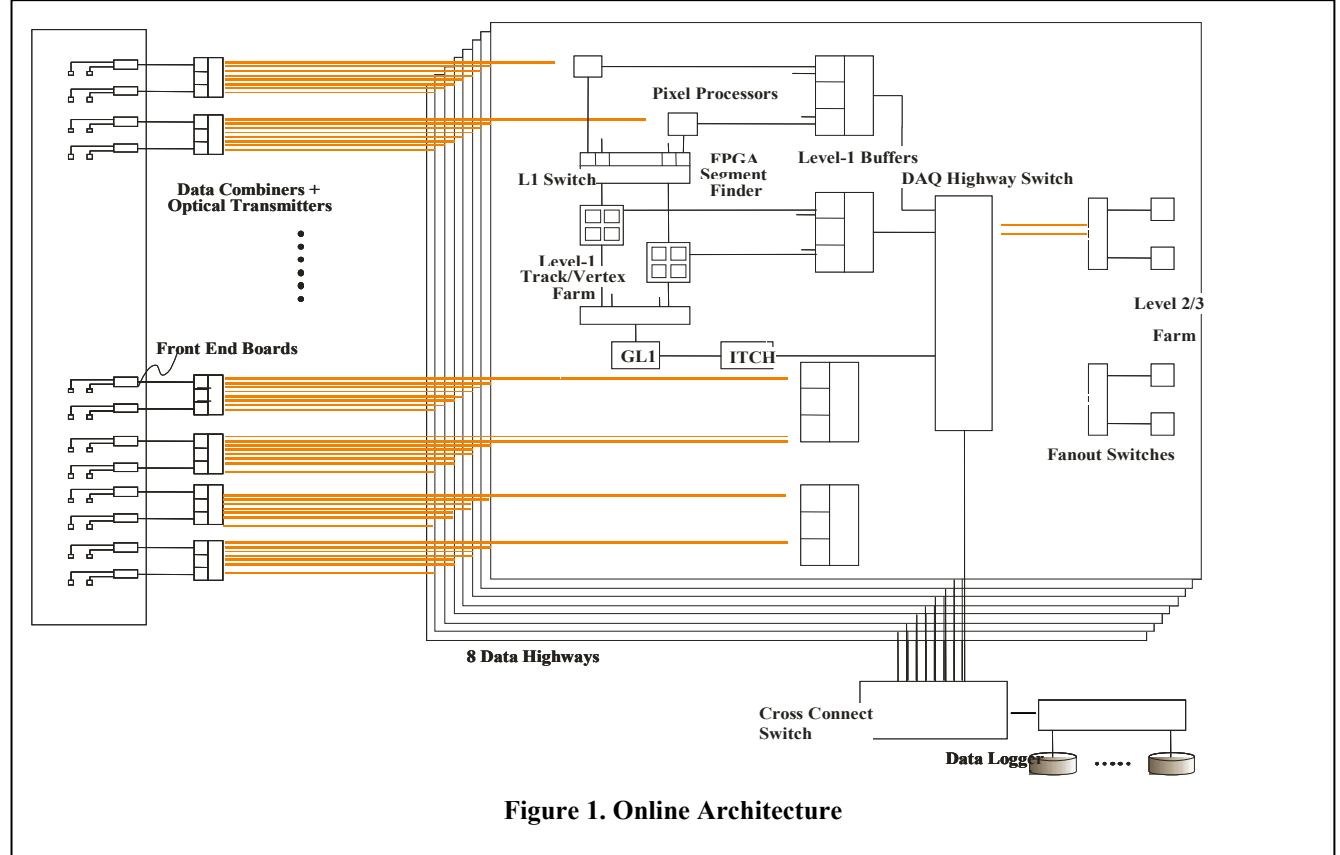 Pixel Processors
FPGA
Segment
Finder
Level-1 Buffers
L1 Switch
DAQ Highway Switch
Data Combiners +
Optical Transmitters
Level-1
Track/Vertex
Farm
Level 2/3
Farm
Front End Boards
GL1
ITCH
Fanout Switches
8 Data Highways
Cross Connect
Switch
Data Logger
Figure 1. Online Architecture